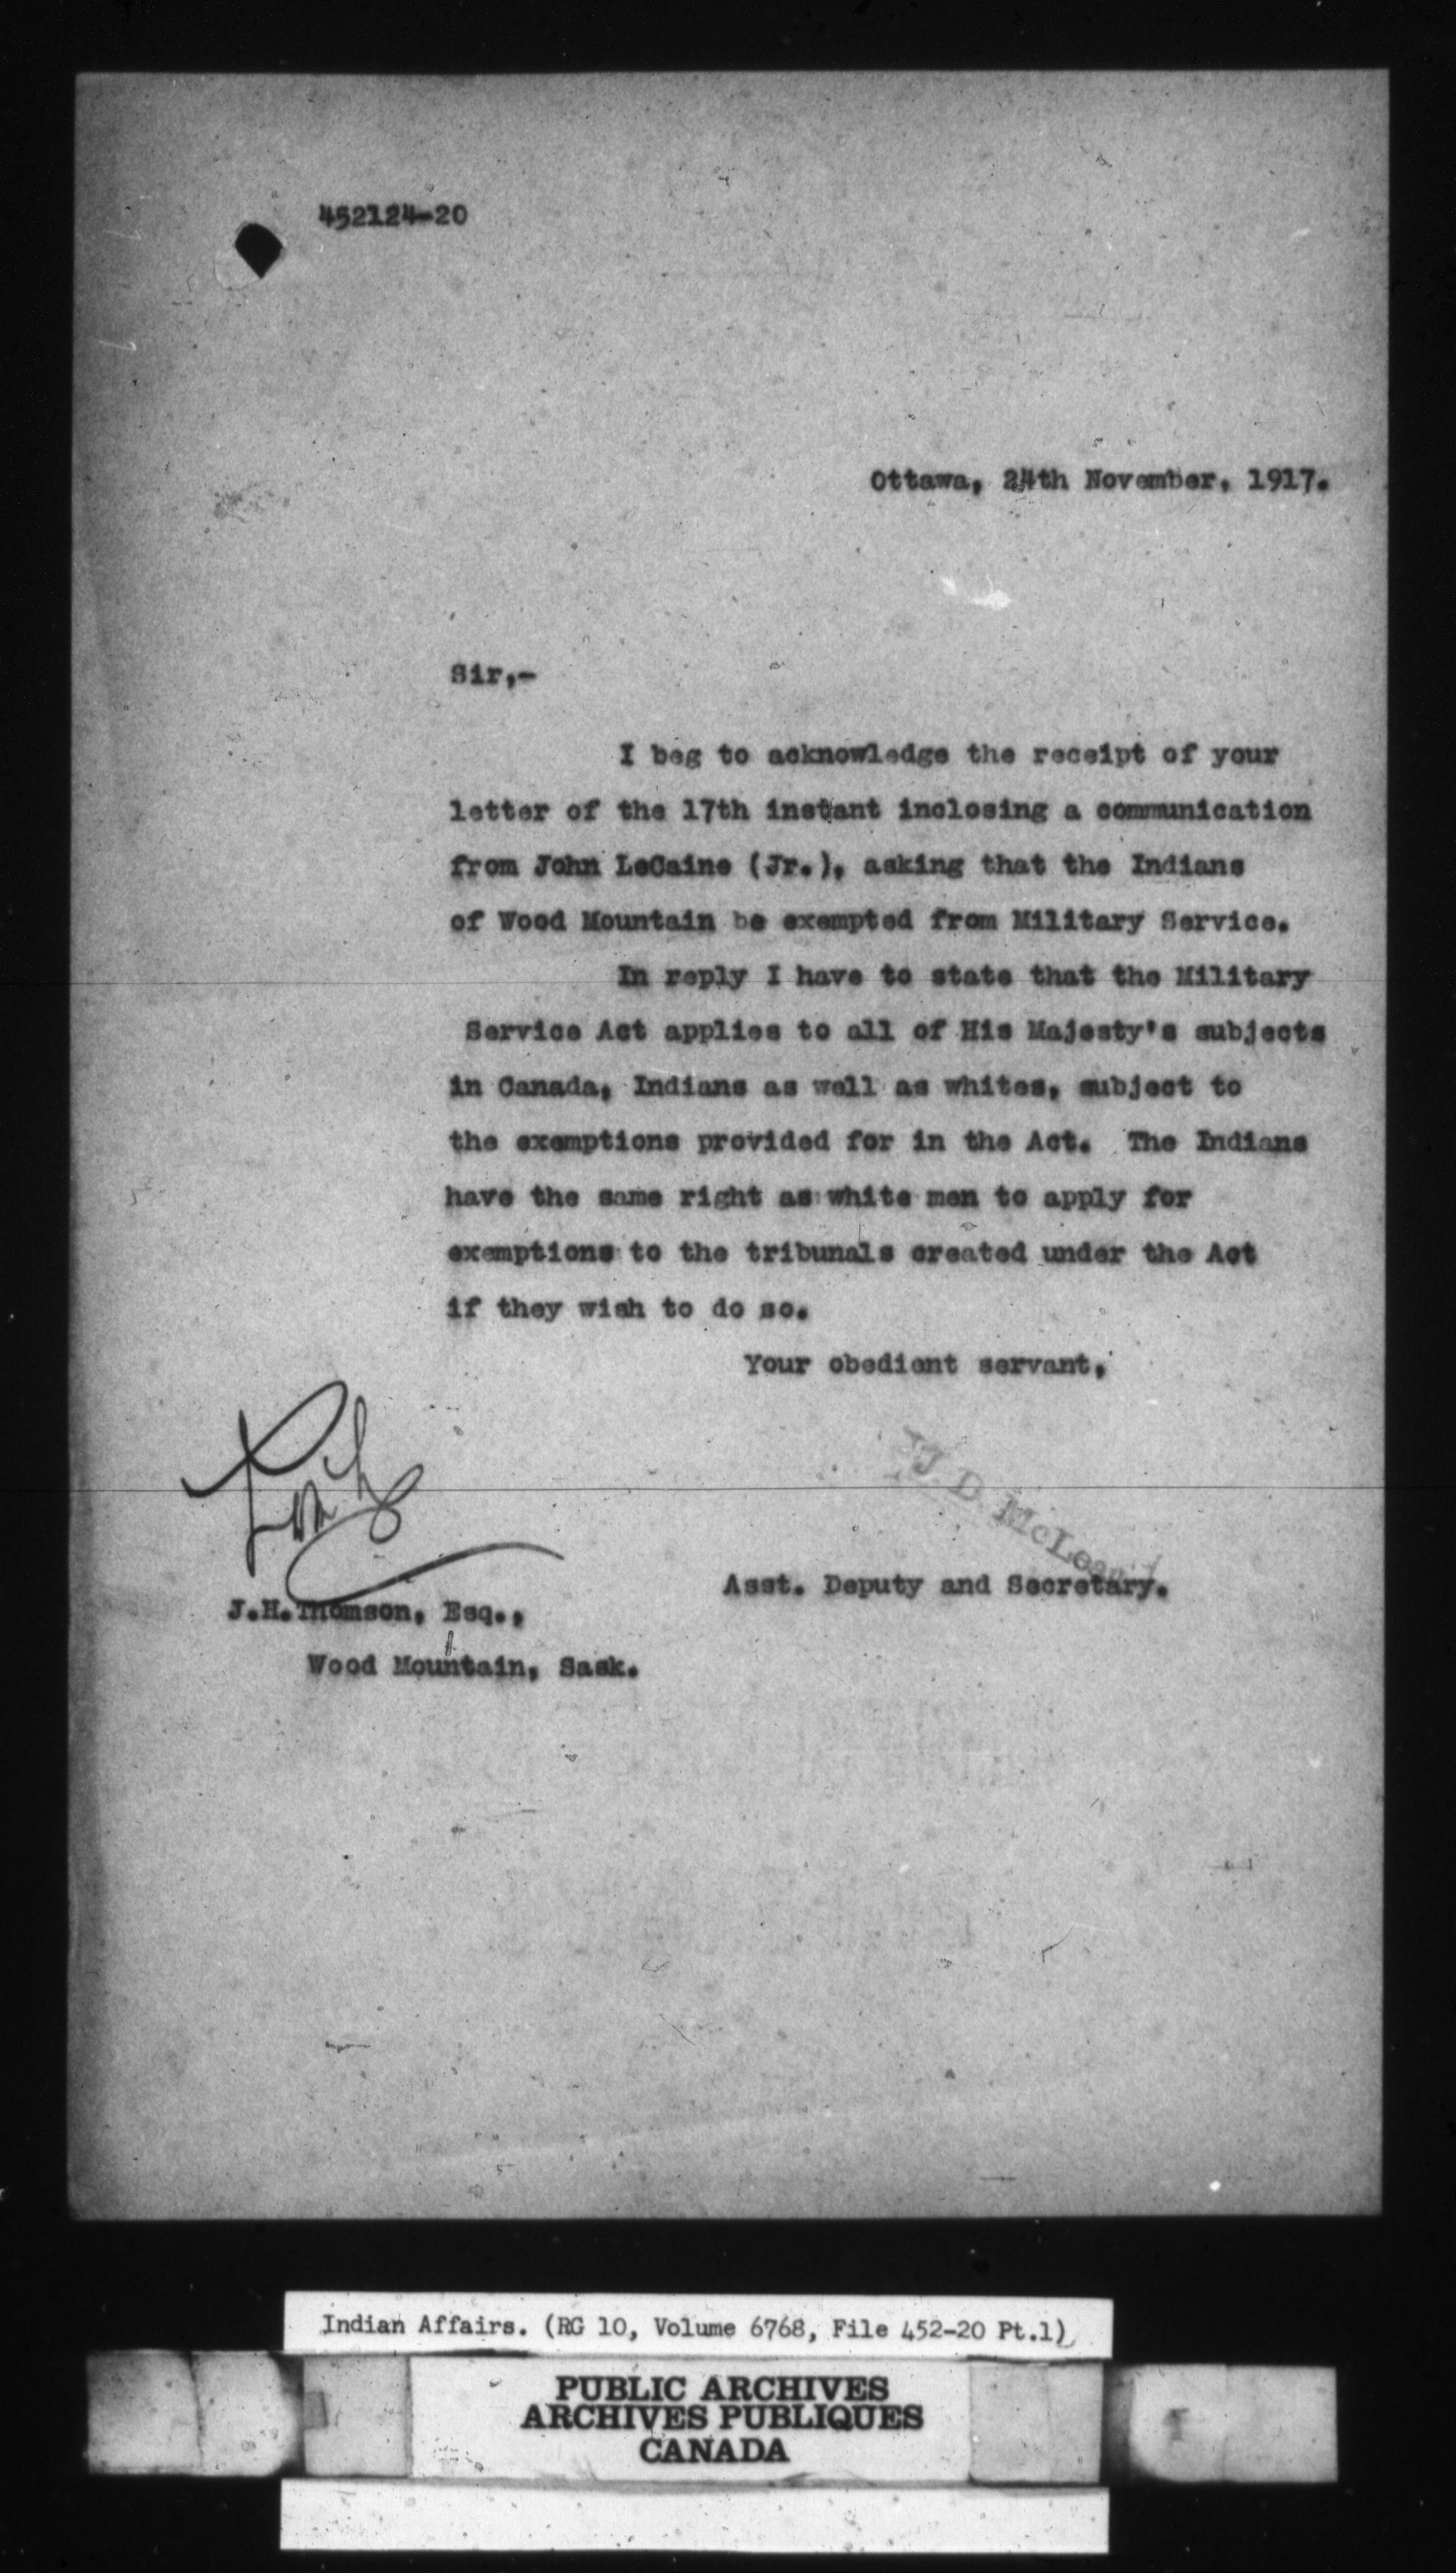 452124-20
Ottawa, 24th November, 1917.
Sir,-
I beg to acknowledge the receipt of your
letter of the 17th instant inclosing a communication
from John LeCaine (Jr.), asking that the Indians
of Wood Mountain be exempted from Military Service.
In reply I have to state that the Military
Service Act applies to all of His Majesty's subjects
in Canada, Indians as well as whites, subject to
the exemptions provided for in the Act. The Indians
have the same right as white men to apply for
exemptions to the tribunals created under the Act
if they wish to do so.
Your obedient servant,
J. D. McLean
Asst. Deputy and Secretary.
J.H.Thomson, Esq.,
Wood Mountain, Sask.
Indian Affairs. (RG 10, Volume 6768, File 452-20 Pt.1)
PUBLIC ARCHIVES
ARCHIVES PUBLIQUES
CANADA